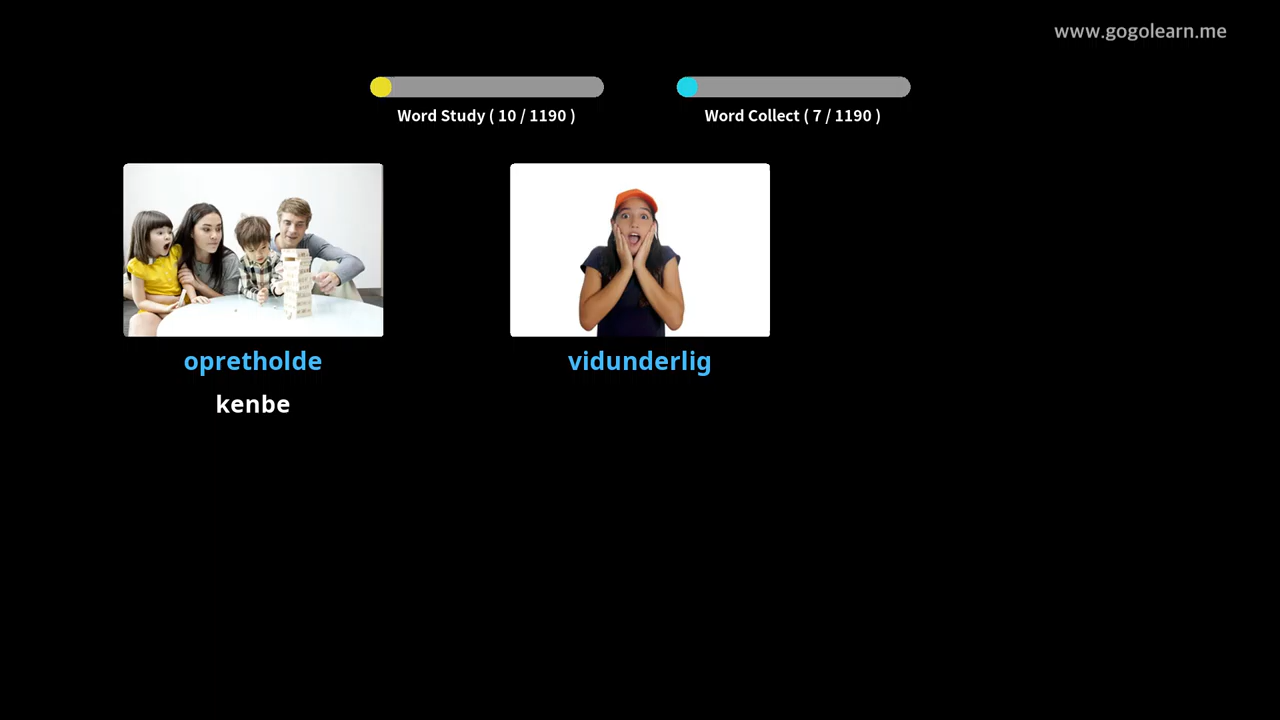 www.gogolearn.me
Word Study ( 10 / 1190 )
Word Collect ( 7 / 1190 )
opretholde
vidunderlig
kenbe